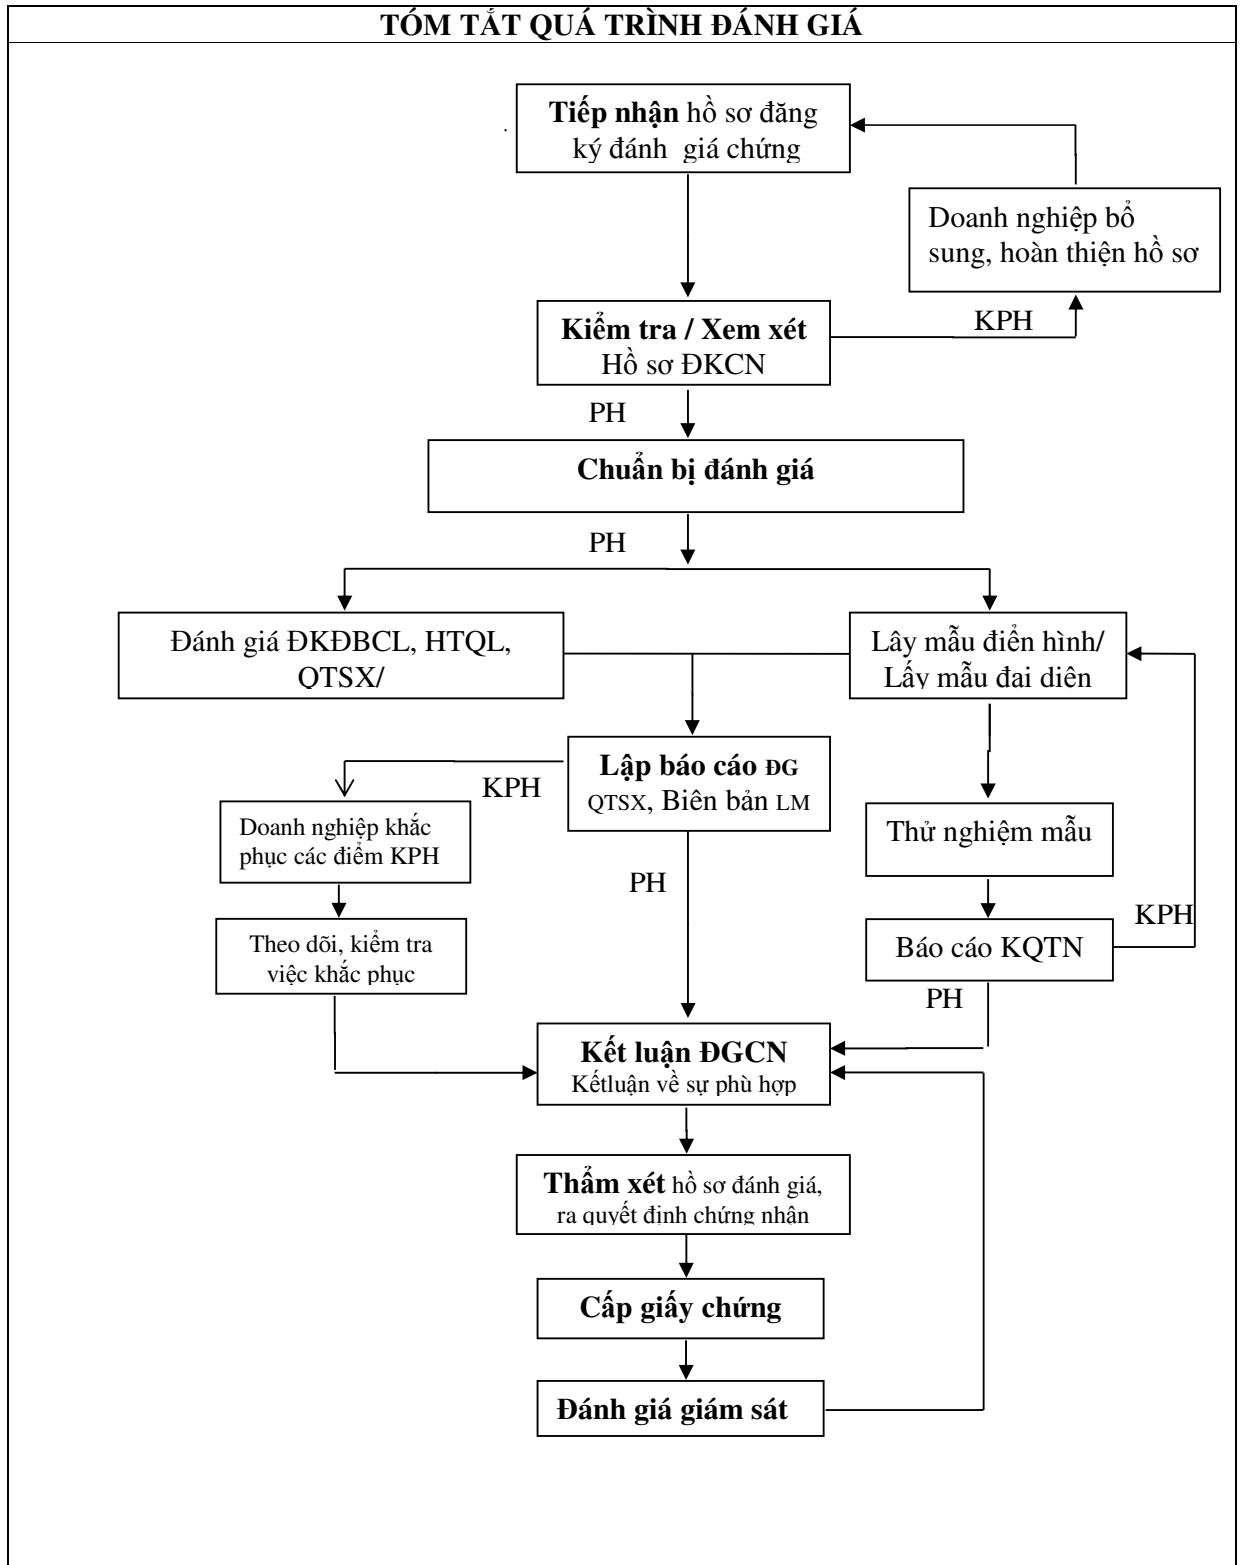 TÓM TẮT QUÁ TRÌNH ĐÁNH GIÁ
Tiếp nhận hồ sơ đăng
ký đánh giá chứng
Doanh nghiệp bổ
sung, hoàn thiện hồ sơ
KPH
Kiểm tra / Xem xét
Hồ sơ ĐKCN
PH
Chuẩn bị đánh giá
PH
Đánh giá ĐKĐBCL, HTQL,
QTSX/
Lây mẫu điển hình/
Lấy mẫu đai diên
Lập báo cáo ĐG
QTSX, Biên bản LM
KPH
Doanh nghiệp khắc
phục các điểm KPH
Thử nghiệm mẫu
PH
KPH
Theo dõi, kiểm tra
việc khắc phục
Báo cáo KQTN
PH
Kết luận ĐGCN
Kếtluận về sự phù hợp
Thẩm xét hồ sơ đánh giá,
ra quyết định chứng nhận
Cấp giấy chứng
Đánh giá giám sát